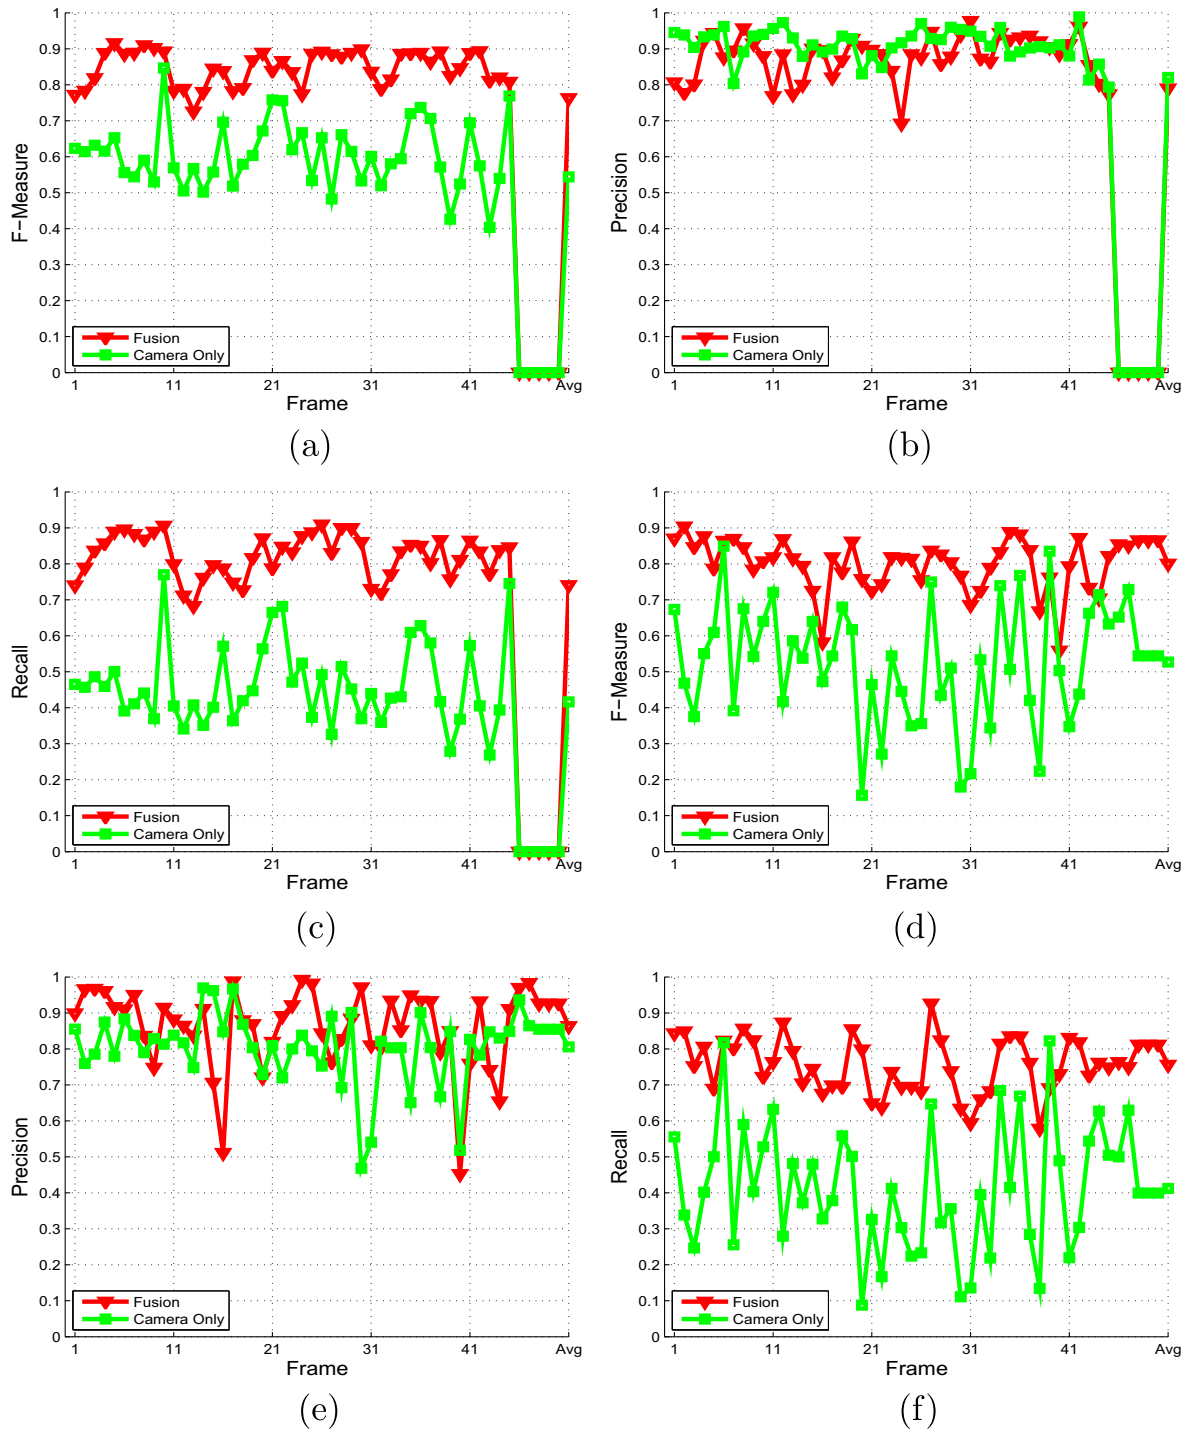 F-Measure
1
0.9
0.8
0.7
0.6
0.5
0.4
0.3
0.2
0.1
0
Fusion
Camera Only
1 11 21 31 41 Avg
Frame
(a)
Precision
1
0.9
0.8
0.7
0.6
0.5
0.4
0.3
0.2
0.1
0
Fusion
Camera Only
1 11 21 31 41 Avg
Frame
(b)
Recall
1
0.9
0.8
0.7
0.6
0.5
0.4
0.3
0.2
0.1
0
Fusion
Camera Only
1 11 21 31 41 Avg
Frame
(c)
F-Measure
1
0.9
0.8
0.7
0.6
0.5
0.4
0.3
0.2
0.1
0
Fusion
Camera Only
1 11 21 31 41 Avg
Frame
(d)
Precision
1
0.9
0.8
0.7
0.6
0.5
0.4
0.3
0.2
0.1
0
Fusion
Camera Only
1 11 21 31 41 Avg
Frame
(e)
Recall
1
0.9
0.8
0.7
0.6
0.5
0.4
0.3
0.2
0.1
0
Fusion
Camera Only
1 11 21 31 41 Avg
Frame
(f)